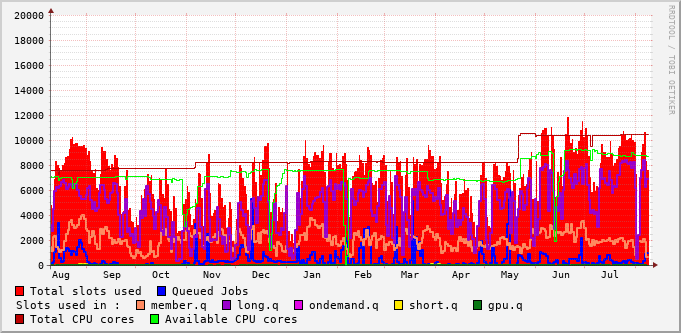 RRDTOOL / TOBI OETIKER
20000
18000
16000
14000
12000
10000
8000
6000
4000
2000
0
Aug Sep Oct Nov Dec Jan Feb Mar Apr May Jun Jul
Total slots used Queued Jobs
Slots used in : member.q long.q ondemand.q short.q gpu.q
Total CPU cores Available CPU cores